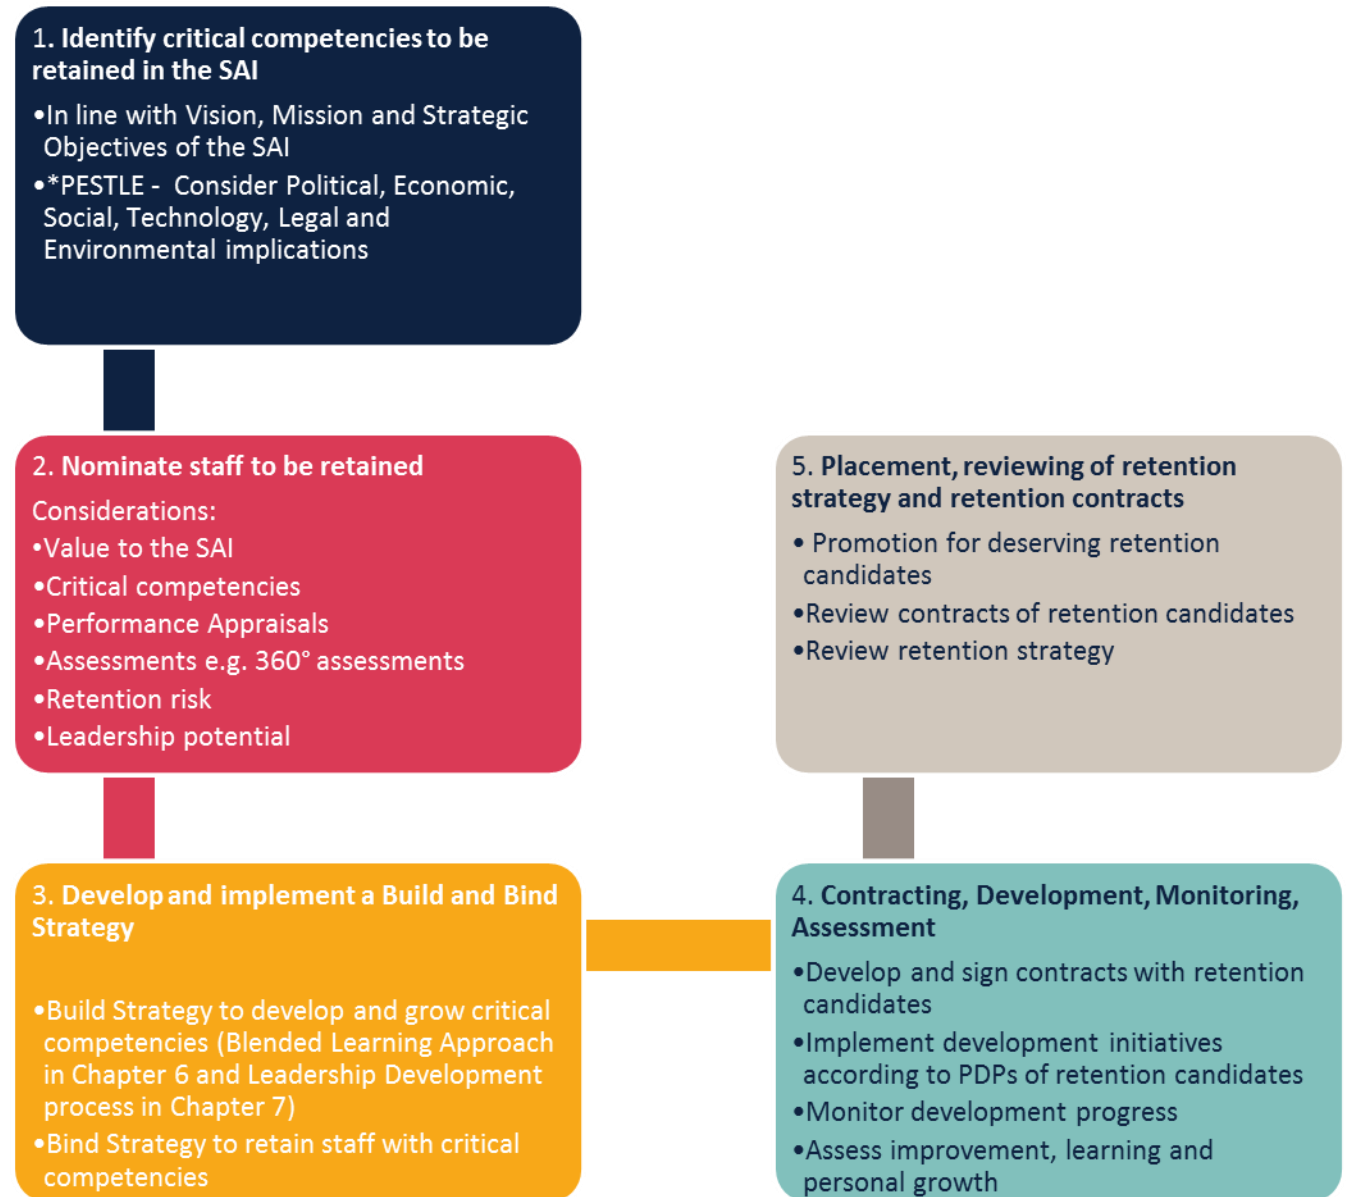 1. Identify critical competencies to be
retained in the SAI
•In line with Vision, Mission and Strategic
Objectives of the SAI
•*PESTLE - Consider Political, Economic,
Social, Technology, Legal and
Environmental implications
2. Nominate staff to be retained
Considerations:
•Value to the SAI
•Critical competencies
•Performance Appraisals
•Assessments e.g. 360° assessments
•Retention risk
•Leadership potential
3. Develop and implement a Build and Bind
Strategy
•Build Strategy to develop and grow critical
competencies (Blended Learning Approach
in Chapter 6 and Leadership Development
process in Chapter 7)
•Bind Strategy to retain staff with critical
competencies
4. Contracting, Development, Monitoring,
Assessment
•Develop and sign contracts with retention
candidates
•Implement development initiatives
according to PDPs of retention candidates
•Monitor development progress
•Assess improvement, learning and
personal growth
5. Placement, reviewing of retention
strategy and retention contracts
• Promotion for deserving retention
candidates
•Review contracts of retention candidates
•Review retention strategy